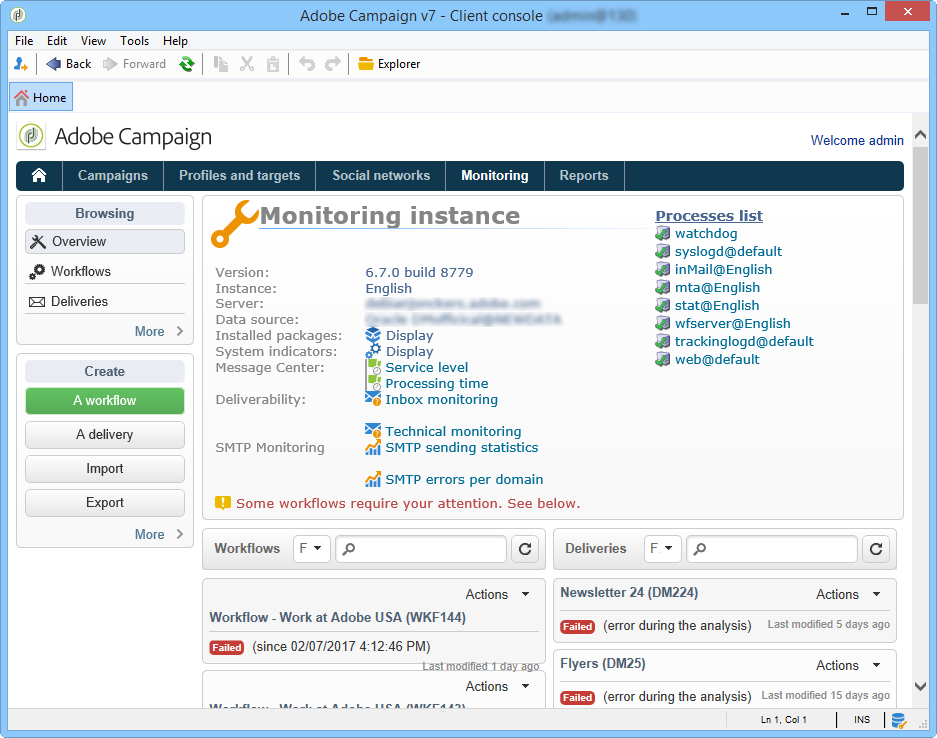 Adobe Campaign v7 - Client console
File Edit View Tools Help
Back Forward Explorer
Home
Adobe Campaign
Welcome admin
Campaigns Profiles and targets Social networks Monitoring Reports
Browsing
Overview
Workflows
Deliveries
More
Create
A workflow
A delivery
Import
Export
More
Monitoring instance
Version: 6.7.0 build 8779
Instance: English
Server:
Data source:
Installed packages: Display
System indicators: Display
Message Center: Service level
Processing time
Deliverability: Inbox monitoring
Technical monitoring
SMTP Monitoring SMTP sending statistics
SMTP errors per domain
Some workflows require your attention. See below.
Processes list
watchdog
syslogd@default
inMail@English
mta@English
stat@English
wfserver@English
trackinglogd@default
web@default
Workflows F
Actions
Workflow - Work at Adobe USA (WKF144)
Failed (since 02/07/2017 4:12:46 PM)
Last modified 1 day ago
Actions
Workflow - Work at Adobe USA (WKF143)
Deliveries F
Newsletter 24 (DM224) Actions
Failed (error during the analysis) Last modified 5 days ago
Flyers (DM25) Actions
Failed (error during the analysis) Last modified 15 days ago
Ln 1, Col 1 INS